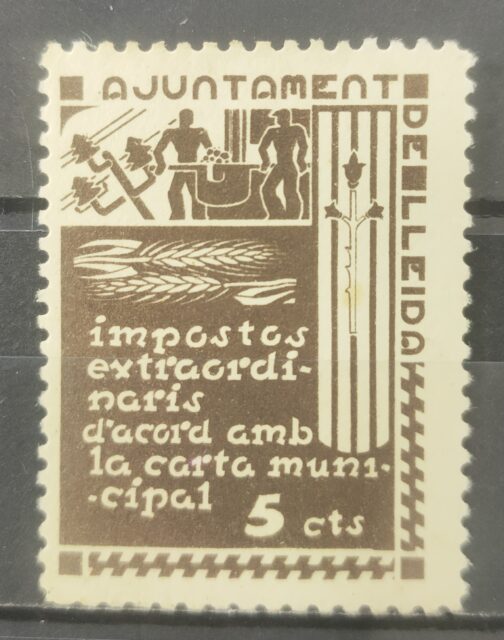 AJUNTAMENT
DE LLEIDA
impostos
extraordi-
naris
d'acord amb
la carta muni-
-cipal
5 cts